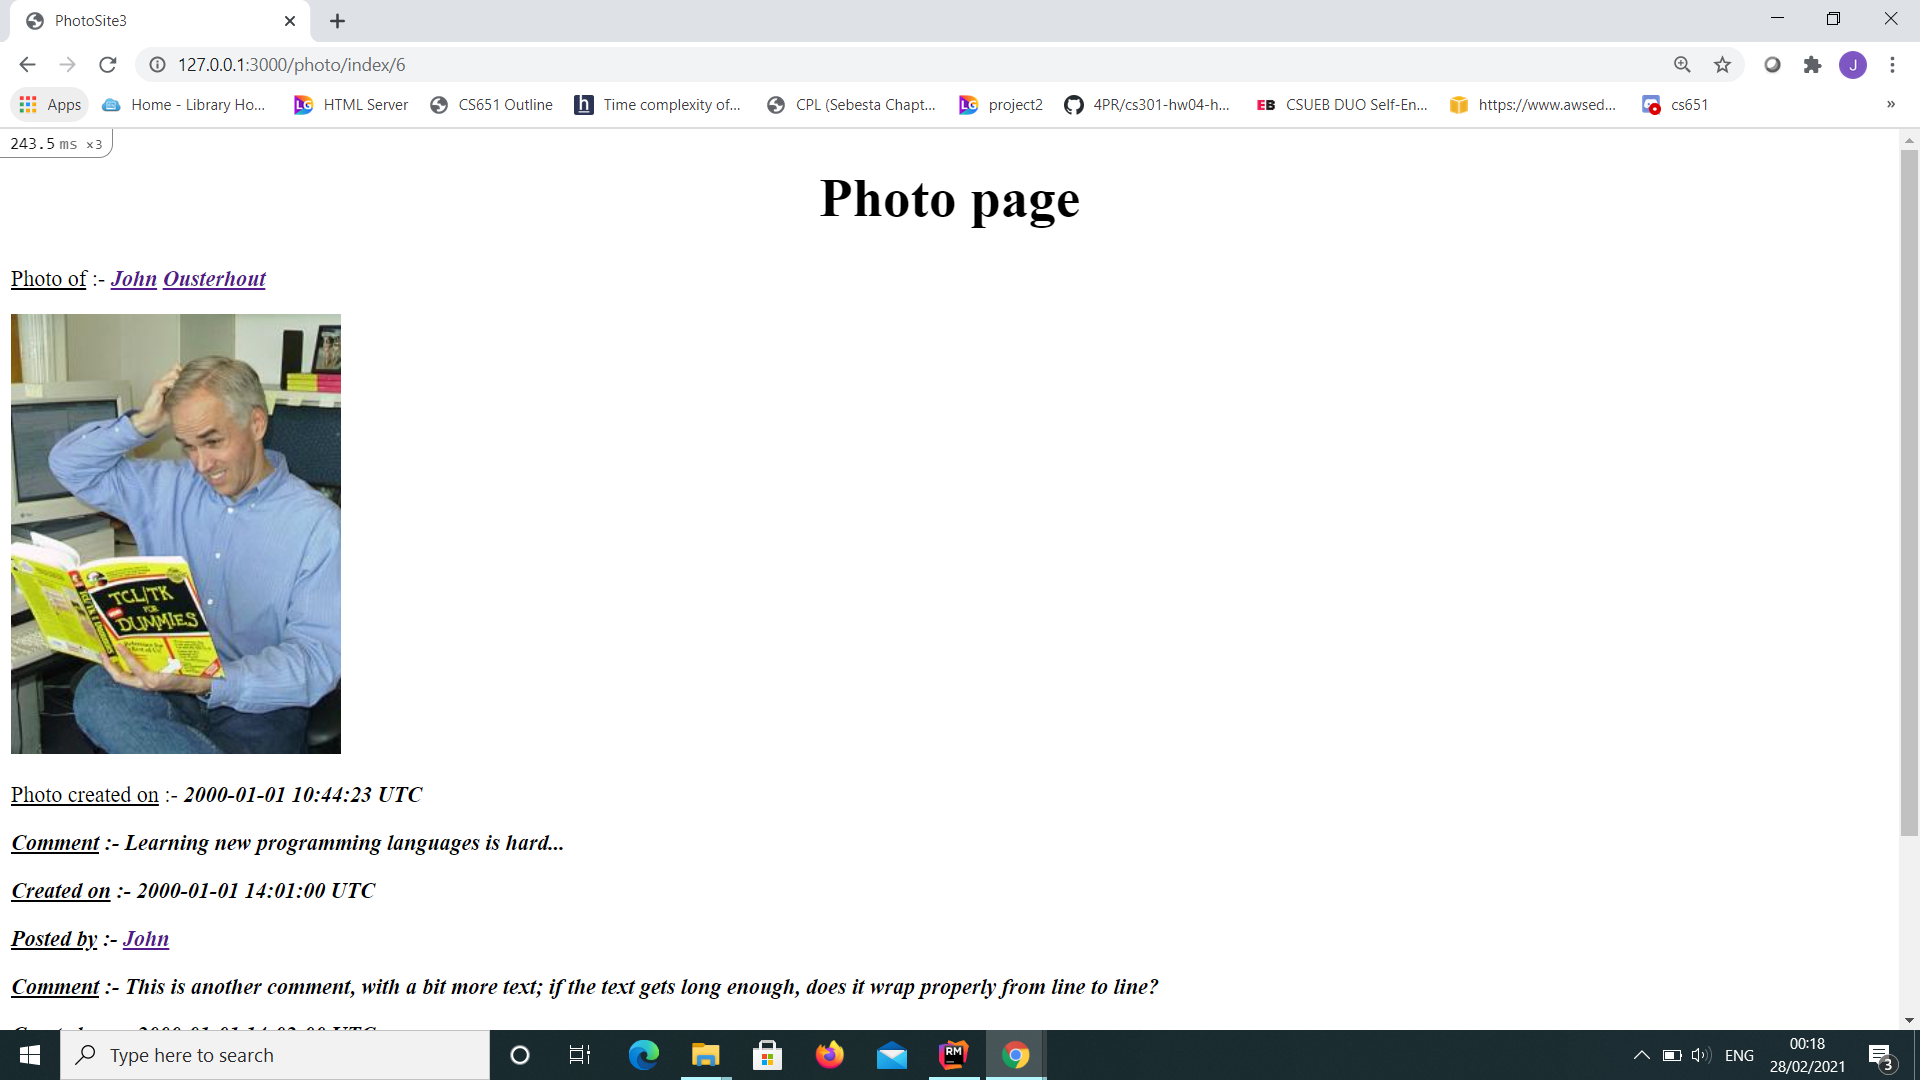 PhotoSite3
127.0.0.1:3000/photo/index/6
J
Apps
Home - Library Ho...
HTML Server
CS651 Outline
Time complexity of...
CPL (Sebesta Chapt...
project2
4PR/cs301-hw04-h...
EB CSUEB DUO Self-En...
https://www.awsed...
cs651
»
243.5 ms ×3
Photo page
Photo of :- John Ousterhout
TCL/TK
FOR
DUMMIES
Photo created on :- 2000-01-01 10:44:23 UTC
Comment :- Learning new programming languages is hard...
Created on :- 2000-01-01 14:01:00 UTC
Posted by :- John
Comment :- This is another comment, with a bit more text; if the text gets long enough, does it wrap properly from line to line?
Type here to search
RM
ENG
00:18
28/02/2021
3